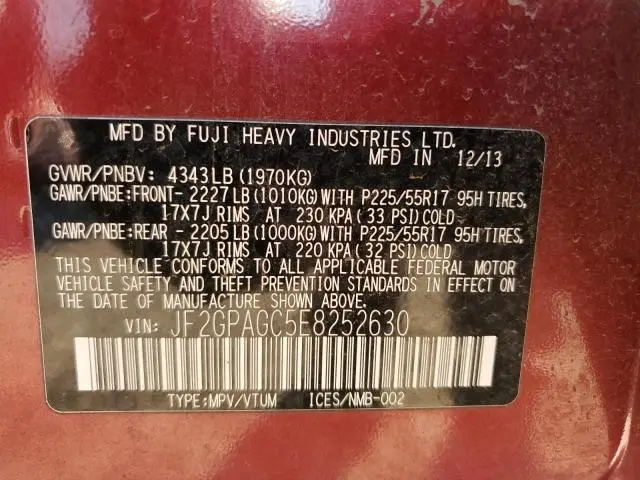 MFD BY FUJI HEAVY INDUSTRIES LTD.
MFD IN 12/13
GVWR/PNBV: 4343LB (1970KG)
GAWR/PNBE:FRONT- 2227LB(1010KG)WITH P225/55R17 95H TIRES,
17X7J RIMS AT 230 KPA (33 PSI)COLD
GAWR/PNBE:REAR - 2205LB(1000KG)WITH P225/55R17 95H TIRES,
17X7J RIMS AT 220 KPA (32 PSI)COLD
THIS VEHICLE CONFORMS TO ALL APPLICABLE FEDERAL MOTOR
VEHICLE SAFETY AND THEFT PREVENTION STANDARDS IN EFFECT
ON THE DATE OF MANUFACTURE SHOWN ABOVE.
VIN: JF2GPAGC5E8252630
TYPE:MPV/VTUM ICES/NMB-002